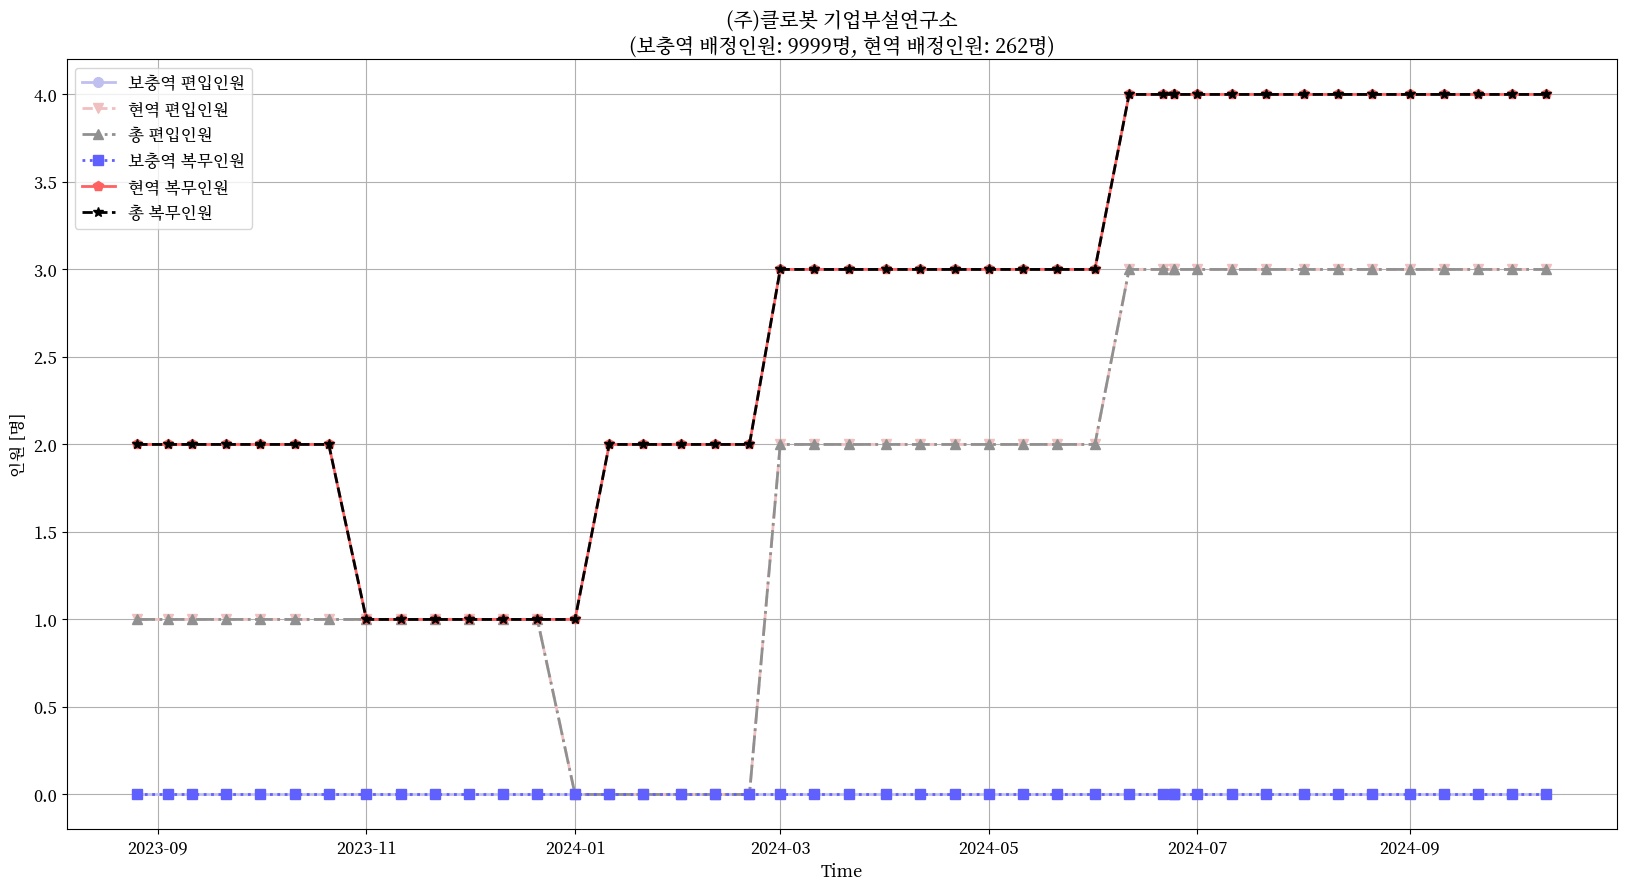 (주)클로봇 기업부설연구소
(보충역 배정인원: 9999명, 현역 배정인원: 262명)
보충역 편입인원
현역 편입인원
총 편입인원
보충역 복무인원
현역 복무인원
총 복무인원
4.0
3.5
3.0
2.5
2.0
1.5
1.0
0.5
0.0
인원 [명]
2023-09 2023-11 2024-01 2024-03 2024-05 2024-07 2024-09
Time